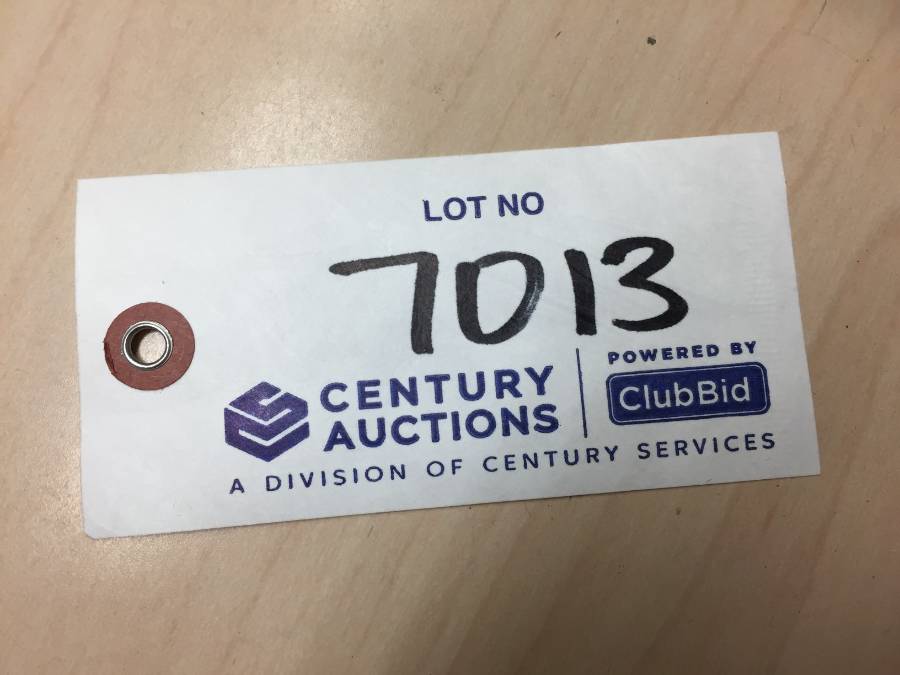 LOT NO
7013
CENTURY
AUCTIONS
POWERED BY
ClubBid
A DIVISION OF CENTURY SERVICES